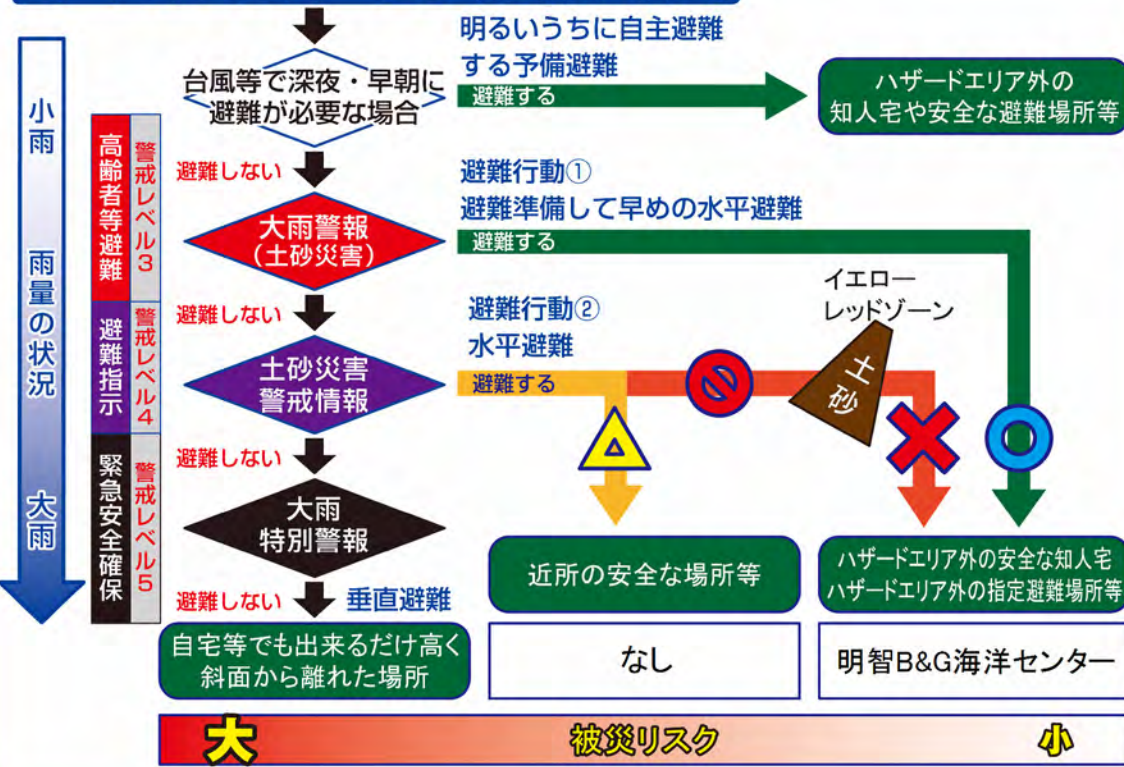 明るいうちに自主避難
する予備避難
避難する
台風等で深夜・早朝に
避難が必要な場合
ハザードエリア外の
知人宅や安全な避難場所等
小雨
雨量の状況
大雨
高齢者等避難
警戒レベル3
避難しない
避難行動①
避難準備して早めの水平避難
避難する
大雨警報
(土砂災害)
避難指示
警戒レベル4
避難しない
避難行動②
水平避難
避難する
土砂災害
警戒情報
イエロー
レッドゾーン
土砂
緊急安全確保
警戒レベル5
避難しない
大雨
特別警報
避難しない
垂直避難
自宅等でも出来るだけ高く
斜面から離れた場所
近所の安全な場所等
なし
ハザードエリア外の安全な知人宅
ハザードエリア外の指定避難場所等
明智B&G海洋センター
大
被災リスク
小